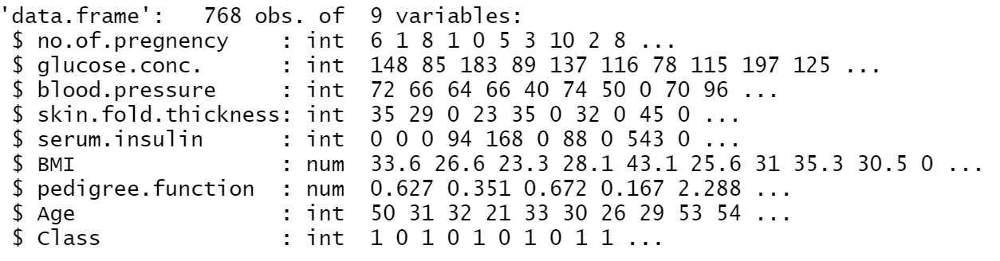 'data.frame':   768 obs. of  9 variables:
 $ no.of.pregnency    : int  6 1 8 1 0 5 3 10 2 8 ...
 $ glucose.conc.      : int  148 85 183 89 137 116 78 115 197 125 ...
 $ blood.pressure     : int  72 66 64 66 40 74 50 0 70 96 ...
 $ skin.fold.thickness: int  35 29 0 23 35 0 32 0 45 0 ...
 $ serum.insulin      : int  0 0 0 94 168 0 88 0 543 0 ...
 $ BMI                : num  33.6 26.6 23.3 28.1 43.1 25.6 31 35.3 30.5 0 ...
 $ pedigree.function  : num  0.627 0.351 0.672 0.167 2.288 ...
 $ Age                : int  50 31 32 21 33 30 26 29 53 54 ...
 $ Class              : int  1 0 1 0 1 0 1 0 1 1 ...